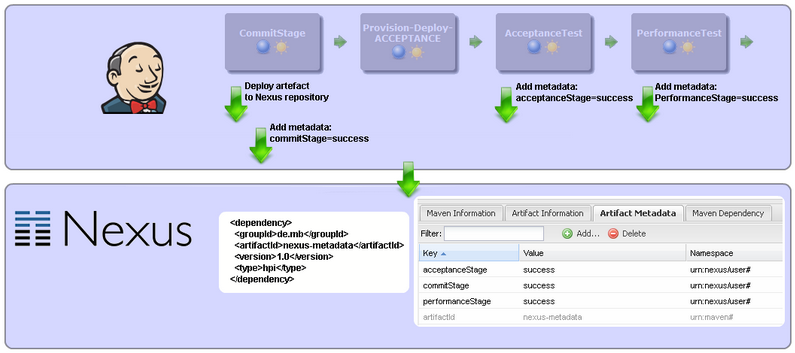 CommitStage
Provision-Deploy-
ACCEPTANCE
AcceptanceTest
PerformanceTest
Deploy artefact
to Nexus repository
Add metadata:
commitStage=success
Add metadata:
acceptanceStage=success
Add metadata:
PerformanceStage=success
Nexus
<dependency>
<groupId>de.mb</groupId>
<artifactId>nexus-metadata</artifactId>
<version>1.0</version>
<type>hpi</type>
</dependency>
Maven Information Artifact Information Artifact Metadata Maven Dependency
Filter: Add... Delete
Key Value Namespace
acceptanceStage success urn:nexus/user#
commitStage success urn:nexus/user#
performanceStage success urn:nexus/user#
artifactId nexus-metadata urn:maven#